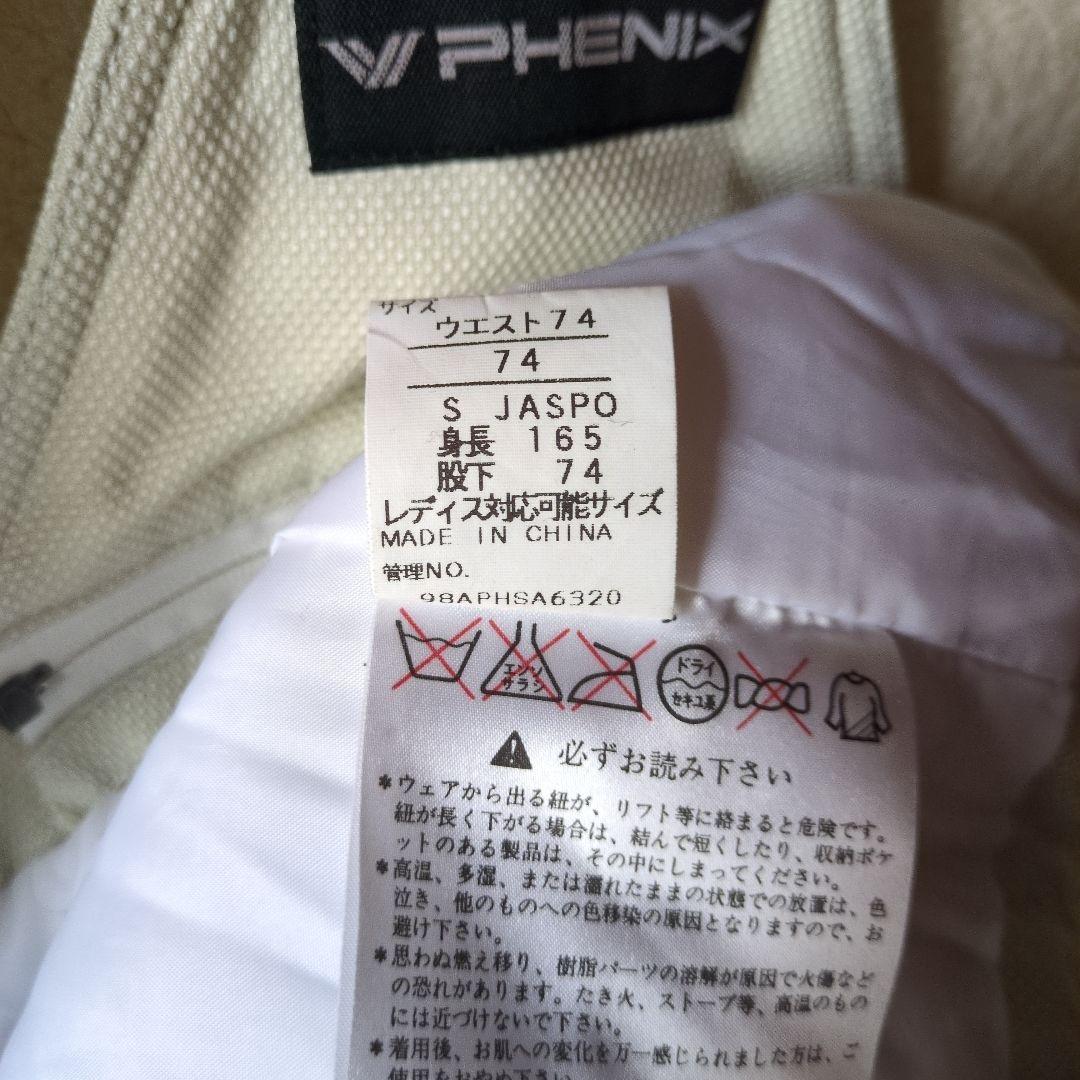 PHENIX
サイズ
ウエスト74
74
S JASPO
身長 165
股下 74
レディス対応可能サイズ
MADE IN CHINA
管理NO.
98APHSA6320
エンソ
サラシ
ドライ
セキユ系
必ずお読み下さい
*ウェアから出る紐が、リフト等に絡まると危険です。
紐が長く下がる場合は、結んで短くしたり、収納ポケ
ットのある製品は、その中にしまってください。
*高温、多湿、または濡れたままの状態での放置は、色
泣き、他のものへの色移染の原因となりますので、お
避け下さい。
*思わぬ燃え移り、樹脂パーツの溶解が原因で火傷など
の恐れがあります。たき火、ストーブ等、高温のもの
には近づけないで下さい。
*着用後、お肌への変化を万一感じられました方は、ご
使用をおやめ下さい。